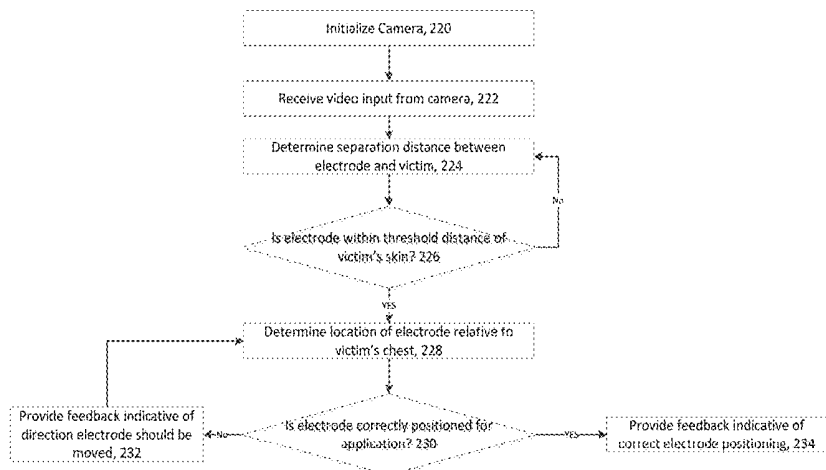 Initialize Camera, 220
Receive video input from camera, 222
Determine separation distance between
electrode and victim, 224
No
Is electrode within threshold distance of
victim's skin? 226
YES
Determine location of electrode relative to
victim's chest, 228
Provide feedback indicative of
direction electrode should be
moved, 232
No
Is electrode correctly positioned for
application? 230
YES
Provide feedback indicative of
correct electrode positioning, 234